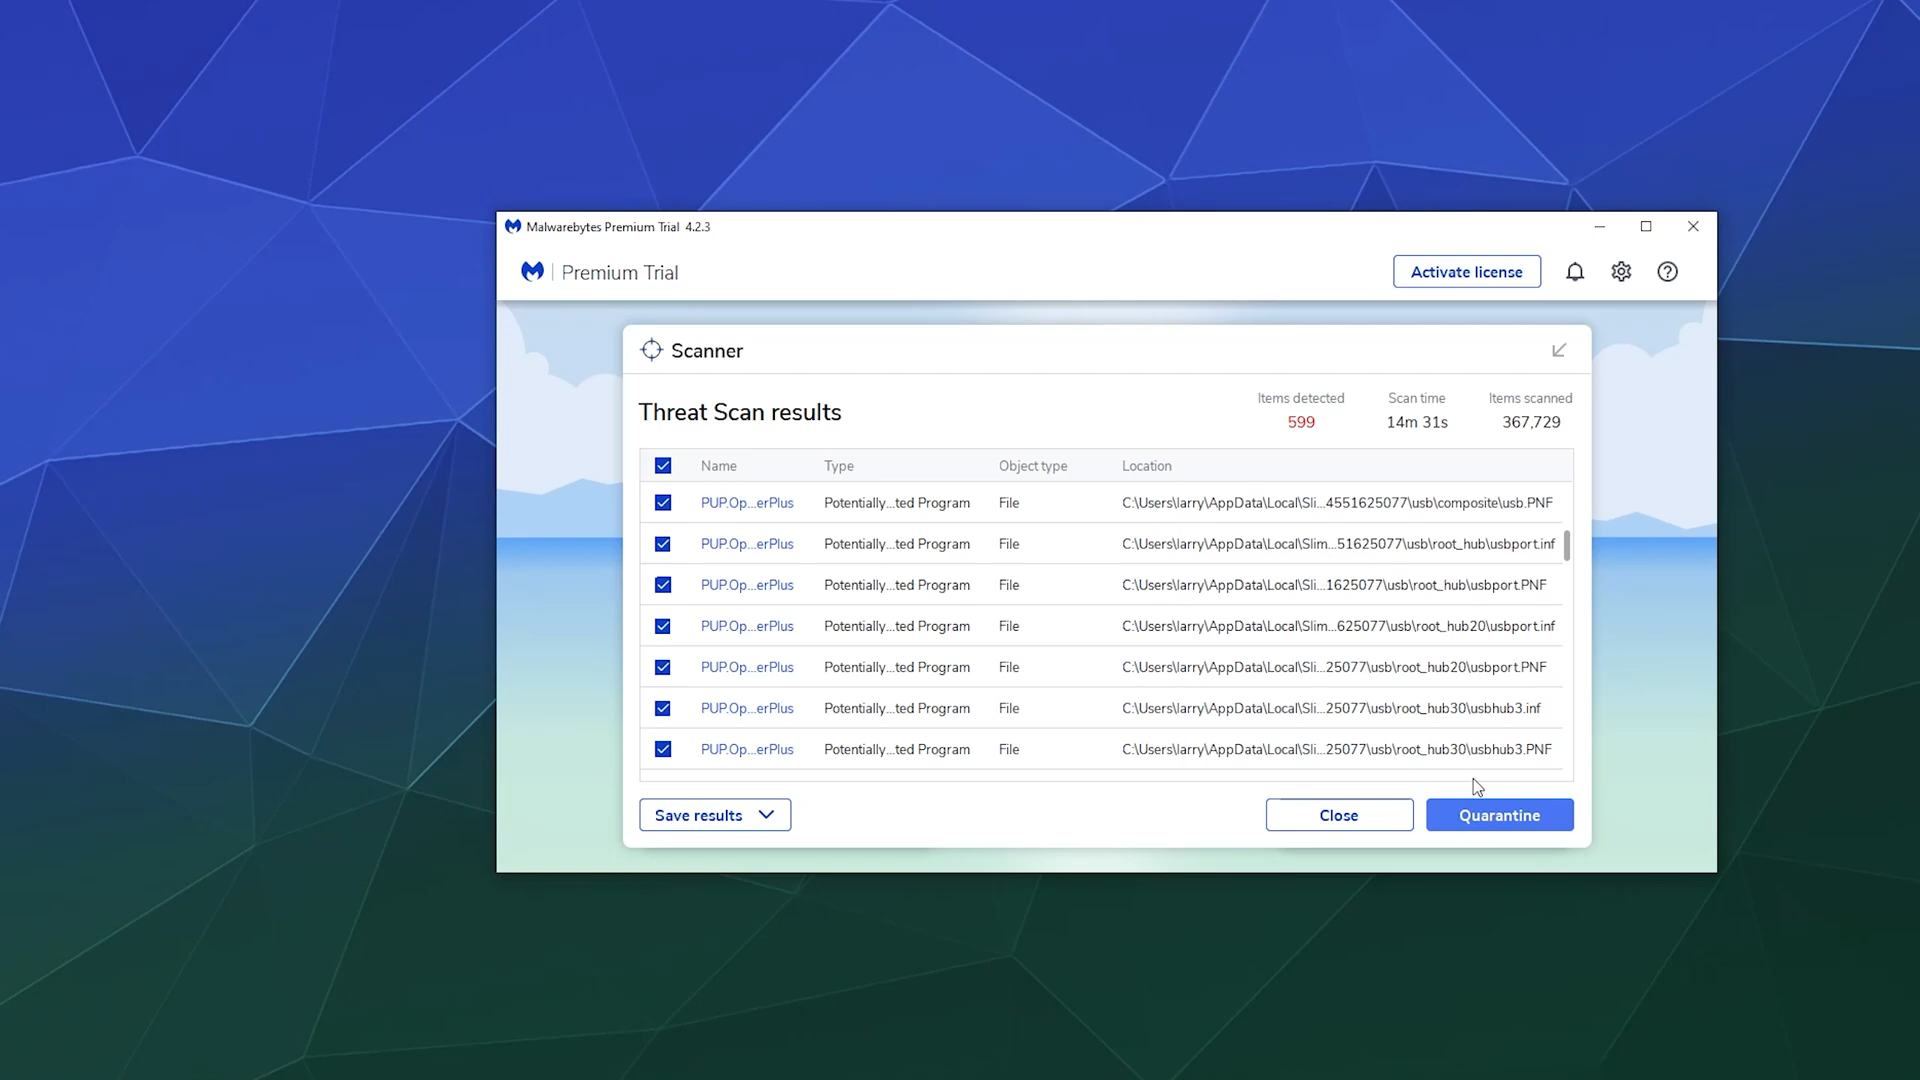 Malwarebytes Premium Trial 4.2.3
Premium Trial
Activate license
Scanner
Threat Scan results
Items detected Scan time Items scanned
599 14m 31s 367,729
Name Type Object type Location
PUP.Op...erPlus Potentially...ted Program File C:\Users\larry\AppData\Local\Sli...4551625077\usb\composite\usb.PNF
PUP.Op...erPlus Potentially...ted Program File C:\Users\larry\AppData\Local\Slim...51625077\usb\root_hub\usbport.inf
PUP.Op...erPlus Potentially...ted Program File C:\Users\larry\AppData\Local\Sli...1625077\usb\root_hub\usbport.PNF
PUP.Op...erPlus Potentially...ted Program File C:\Users\larry\AppData\Local\Slim...625077\usb\root_hub20\usbport.inf
PUP.Op...erPlus Potentially...ted Program File C:\Users\larry\AppData\Local\Sli...25077\usb\root_hub20\usbport.PNF
PUP.Op...erPlus Potentially...ted Program File C:\Users\larry\AppData\Local\Sli...25077\usb\root_hub30\usbhub3.inf
PUP.Op...erPlus Potentially...ted Program File C:\Users\larry\AppData\Local\Sli...25077\usb\root_hub30\usbhub3.PNF
Save results Close Quarantine